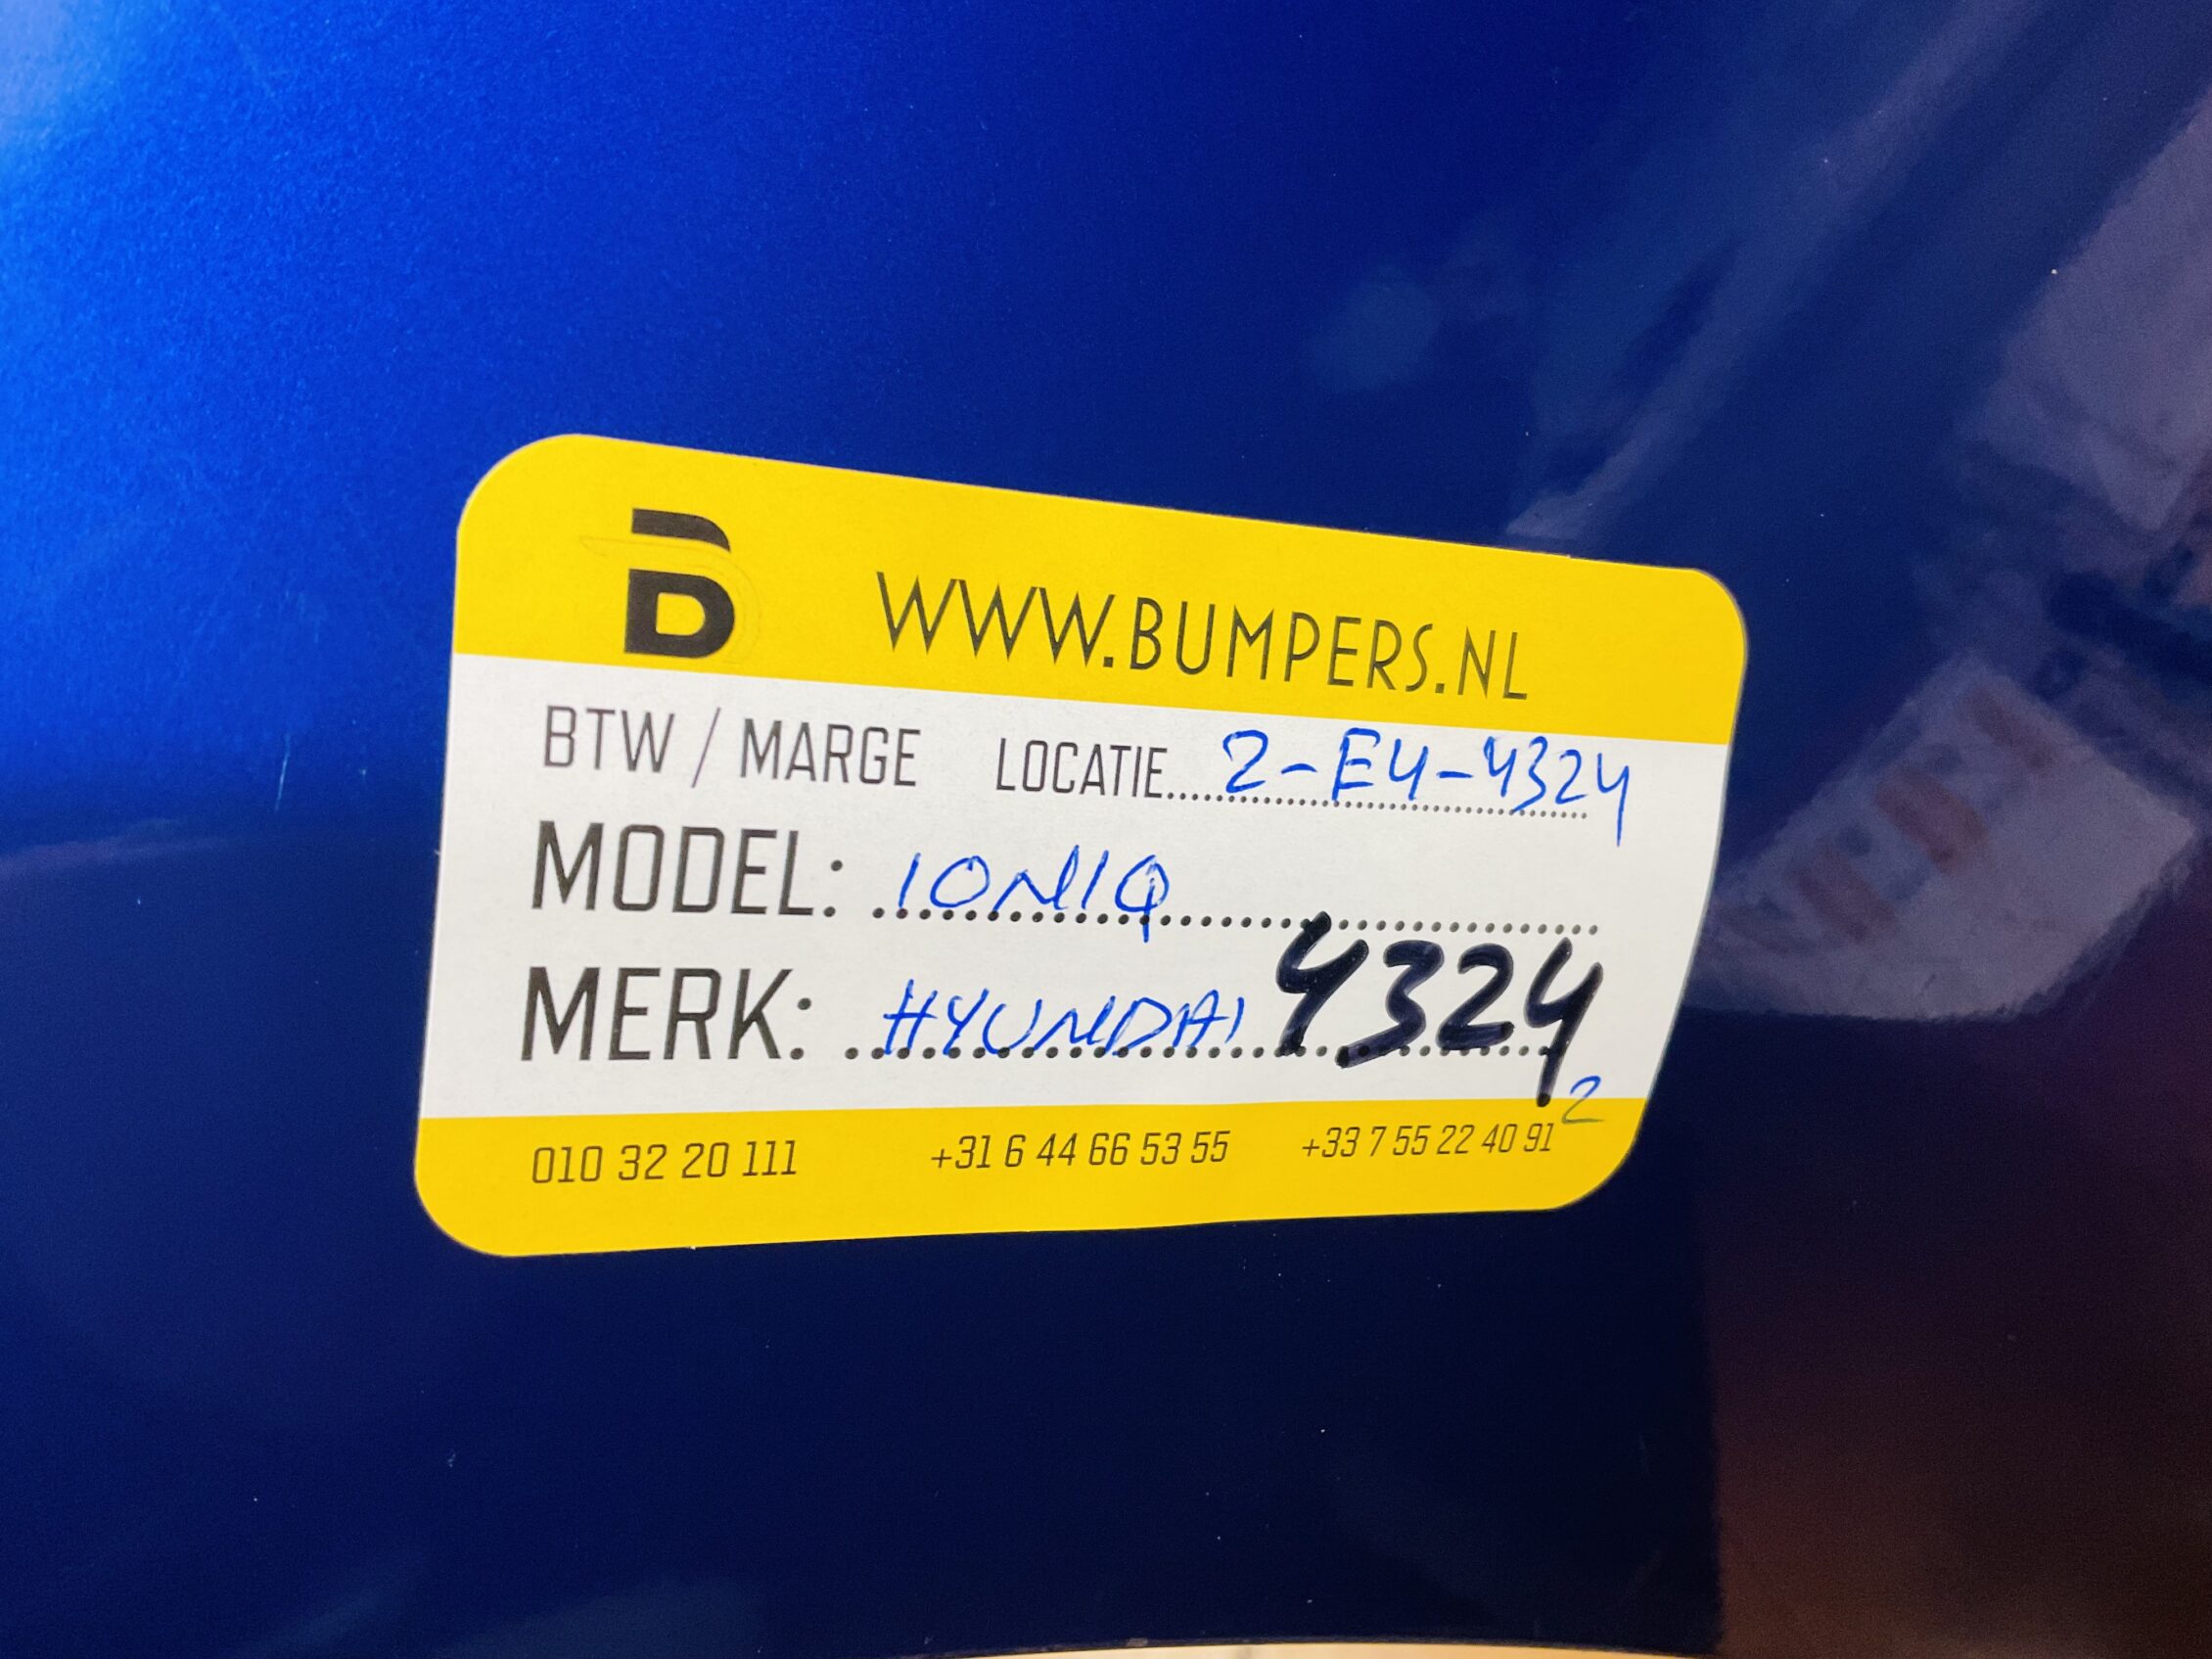 B WWW.BUMPERS.NL
BTW / MARGE LOCATIE 2-E4-4324
MODEL: IONIQ
MERK: HYUNDAI 4324
2
010 32 20 111 +31 6 44 66 53 55 +33 7 55 22 40 91